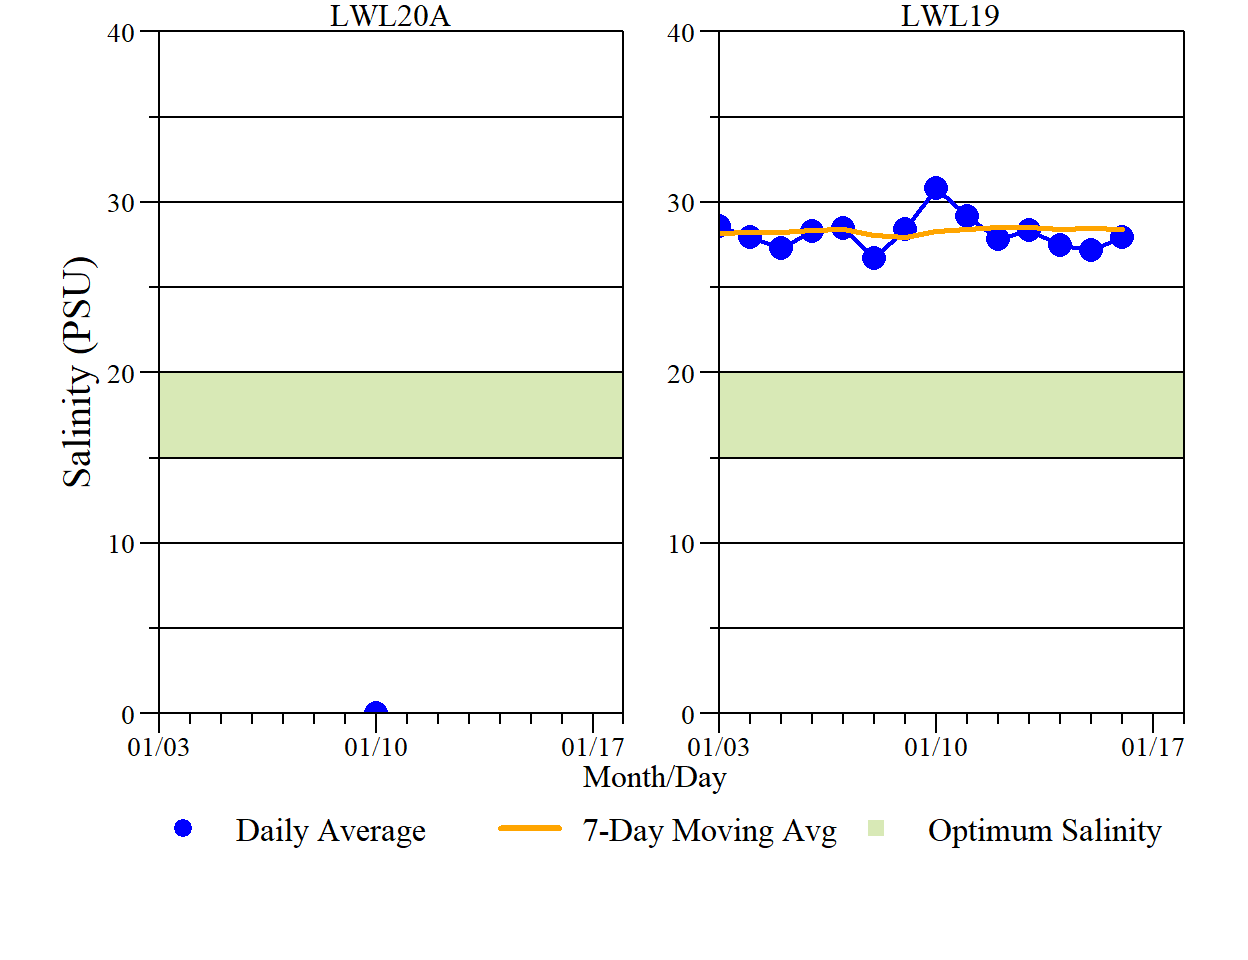 LWL20A
LWL19
40
30
20
10
0
40
30
20
10
0
Salinity (PSU)
01/03
01/10
01/17
01/03
01/10
01/17
Month/Day
Daily Average
7-Day Moving Avg
Optimum Salinity